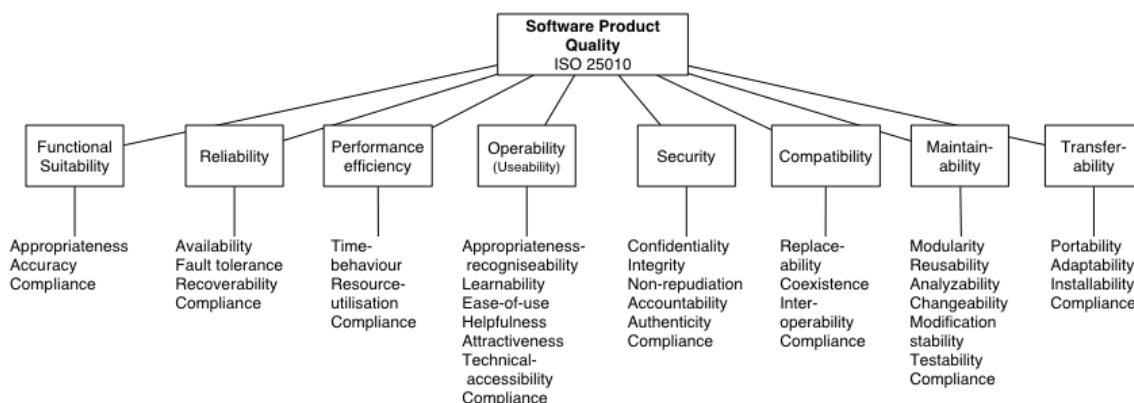 Software Product
Quality
ISO 25010
Functional
Suitability
Reliability
Performance
efficiency
Operability
(Useability)
Security
Compatibility
Maintain-
ability
Transfer-
ability
Appropriateness
Accuracy
Compliance
Availability
Fault tolerance
Recoverability
Compliance
Time-
behaviour
Resource-
utilisation
Compliance
Appropriateness-
recogniseability
Learnability
Ease-of-use
Helpfulness
Attractiveness
Technical-
accessibility
Compliance
Confidentiality
Integrity
Non-repudiation
Accountability
Authenticity
Compliance
Replace-
ability
Coexistence
Inter-
operability
Compliance
Modularity
Reusability
Analyzability
Changeability
Modification
stability
Testability
Compliance
Portability
Adaptability
Installability
Compliance